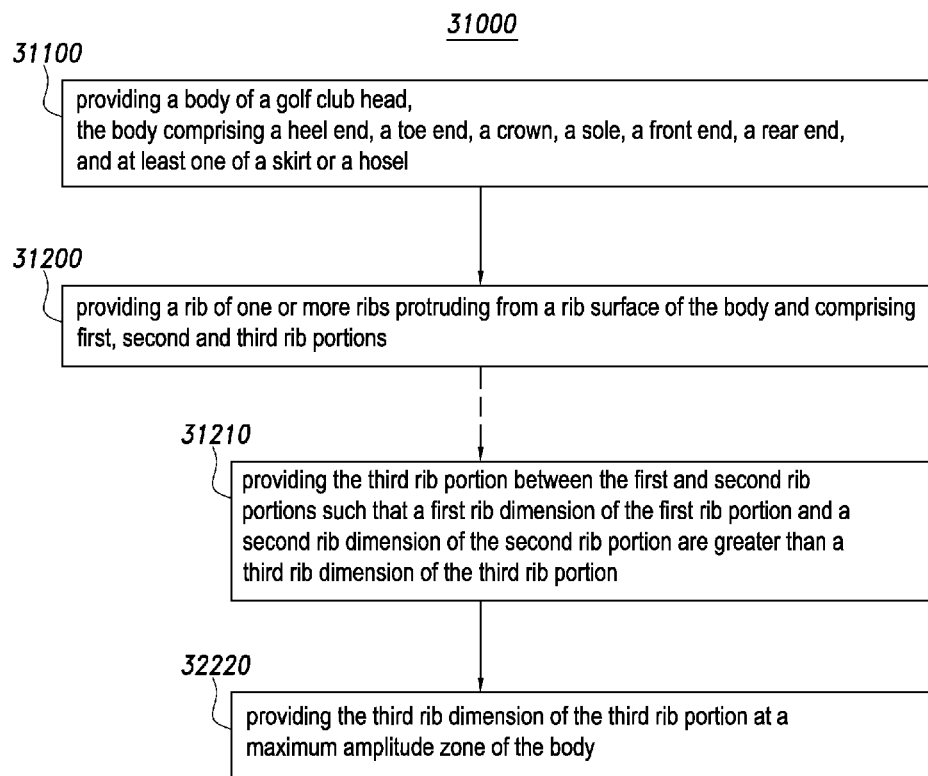 31000
31100
providing a body of a golf club head,
the body comprising a heel end, a toe end, a crown, a sole, a front end, a rear end,
and at least one of a skirt or a hosel
31200
providing a rib of one or more ribs protruding from a rib surface of the body and comprising
first, second and third rib portions
31210
providing the third rib portion between the first and second rib
portions such that a first rib dimension of the first rib portion and a
second rib dimension of the second rib portion are greater than a
third rib dimension of the third rib portion
32220
providing the third rib dimension of the third rib portion at a
maximum amplitude zone of the body